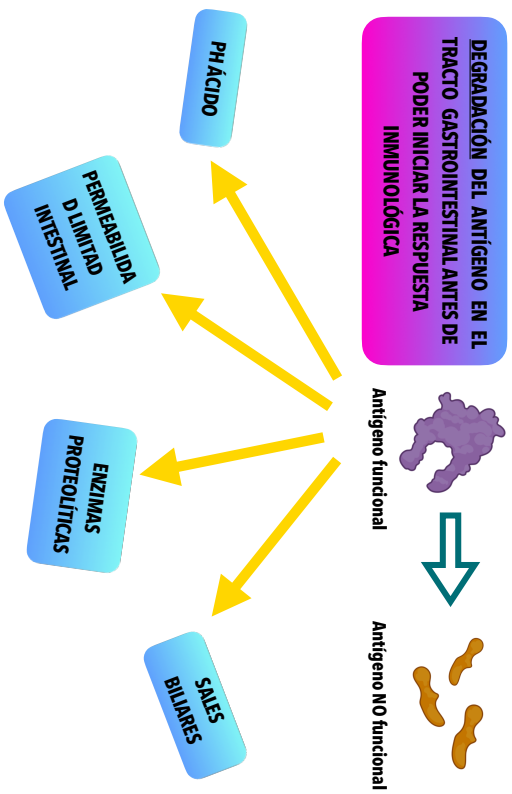 DEGRADACIÓN DEL ANTÍGENO EN EL
TRACTO GASTROINTESTINAL ANTES DE
PODER INICIAR LA RESPUESTA
INMUNOLÓGICA
Antígeno funcional
Antígeno NO funcional
PH ÁCIDO
PERMEABILIDA
D LIMITAD
INTESTINAL
ENZIMAS
PROTEOLÍTICAS
SALES
BILIARES